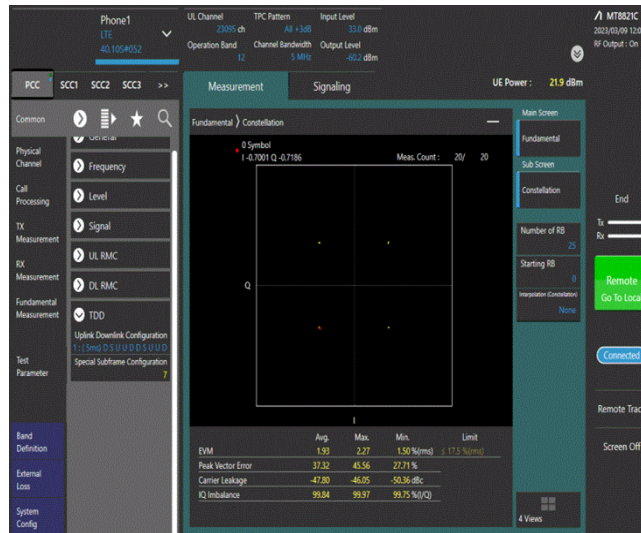 Phone1
LTE
40.105#052
UL Channel
23095 ch
TPC Pattern
All +3dB
Input Level
33.0 dBm
Operation Band
12
Channel Bandwidth
5 MHz
Output Level
-60.2 dBm
MT8821C
2023/03/09 12:0
RF Output : On
PCC SCC1 SCC2 SCC3 >>
Measurement
Signaling
UE Power : 21.9 dBm
Common
Physical
Channel
Call
Processing
TX
Measurement
RX
Measurement
Fundamental
Measurement
Test
Parameter
Band
Definition
External
Loss
System
Config
General
Frequency
Level
Signal
UL RMC
DL RMC
TDD
Uplink Downlink Configuration
1 : ( 5ms) D S U U D D S U U D
Special Subframe Configuration
7
Fundamental Constellation
0 Symbol
I -0.7001 Q -0.7186
Meas. Count : 20/ 20
Q
I
Avg. Max. Min. Limit
EVM 1.93 2.27 1.50 %(rms) ≤ 17.5 %(rms)
Peak Vector Error 37.32 45.56 27.71 %
Carrier Leakage -47.80 -46.05 -50.36 dBc
IQ Imbalance 99.84 99.97 99.75 %(I/Q)
Main Screen
Fundamental
Sub Screen
Constellation
Number of RB
25
Starting RB
0
Interpolation (Constellation)
None
4 Views
End
Tx
Rx
Remote
Go To Loca
Connected
Remote Trac
Screen Off